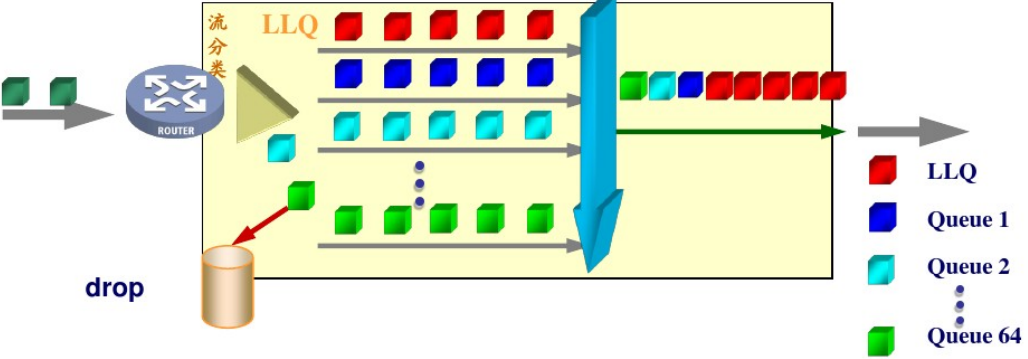 流
分
类
LLQ
ROUTER
drop
LLQ
Queue 1
Queue 2
Queue 64